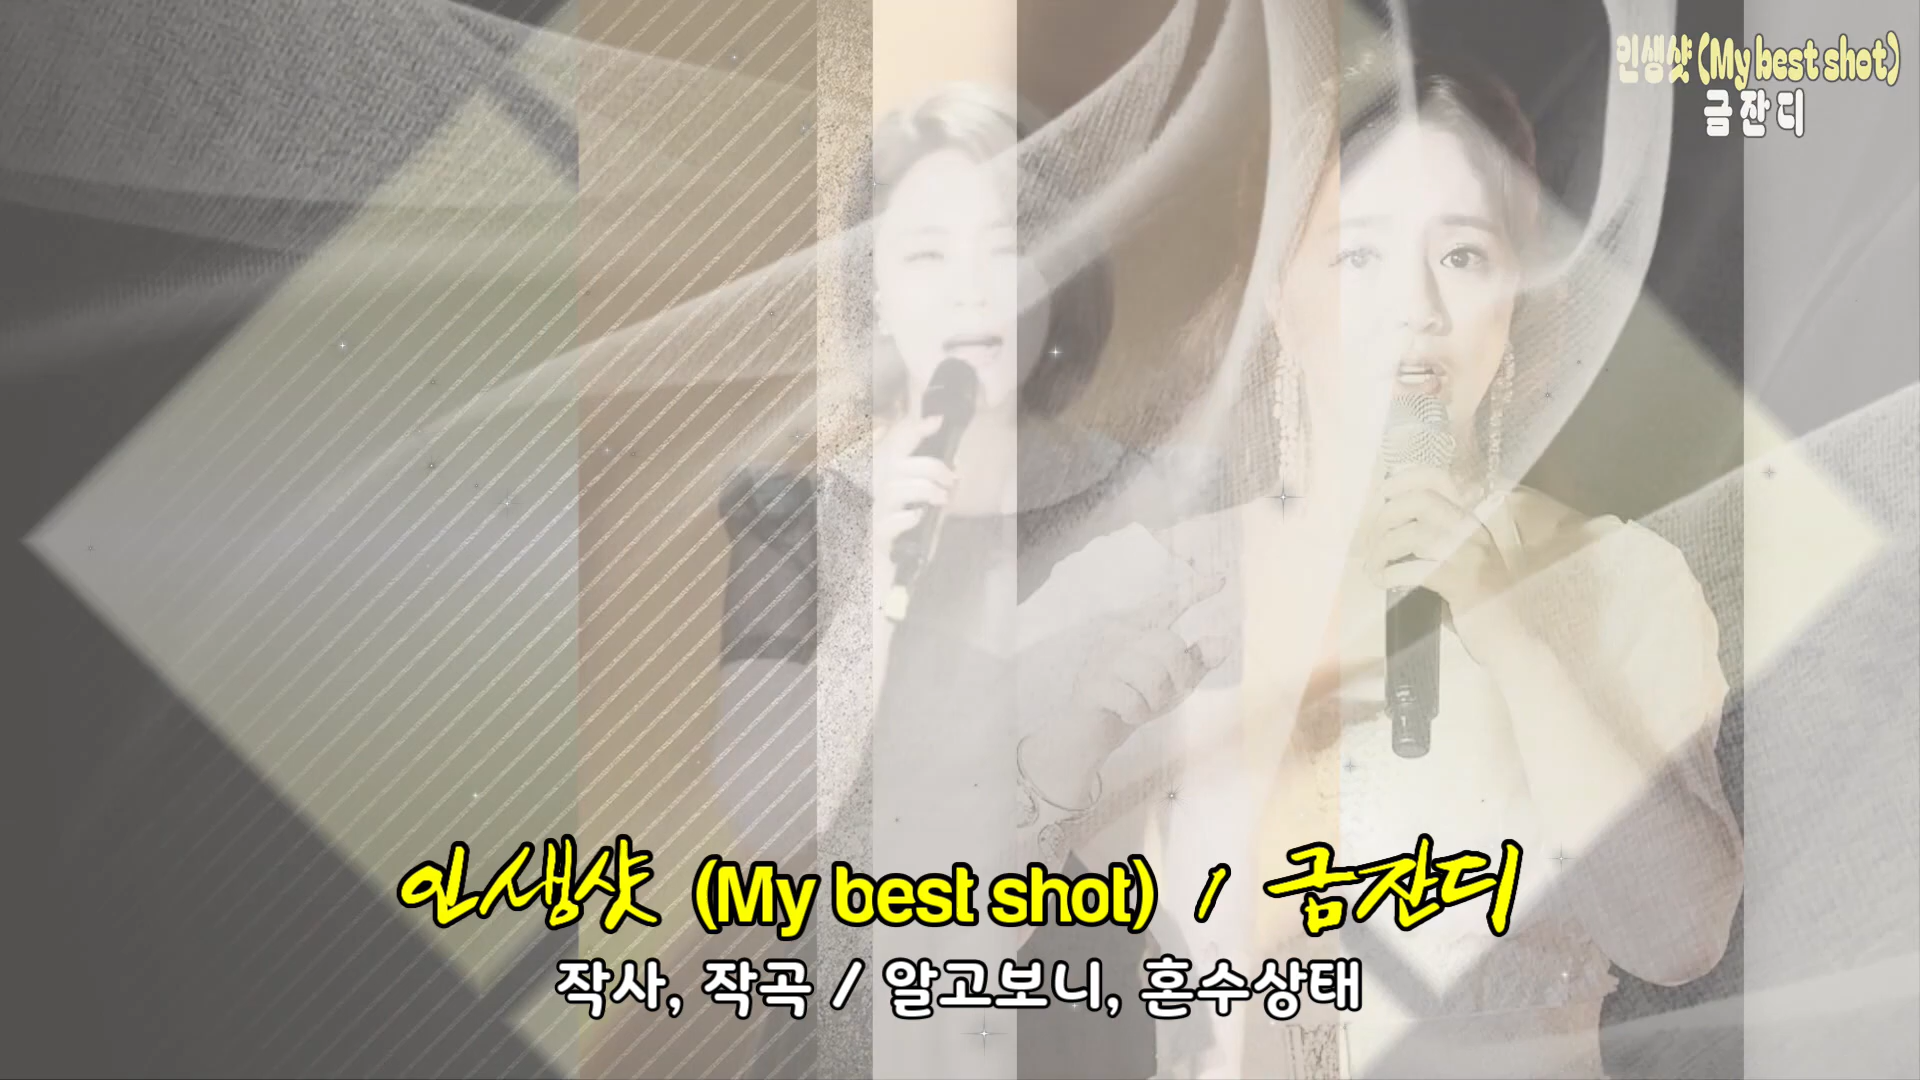 인생샷 (My best shot)
금잔디
인생샷 (My best shot) / 금잔디
작사, 작곡 / 알고보니, 혼수상태